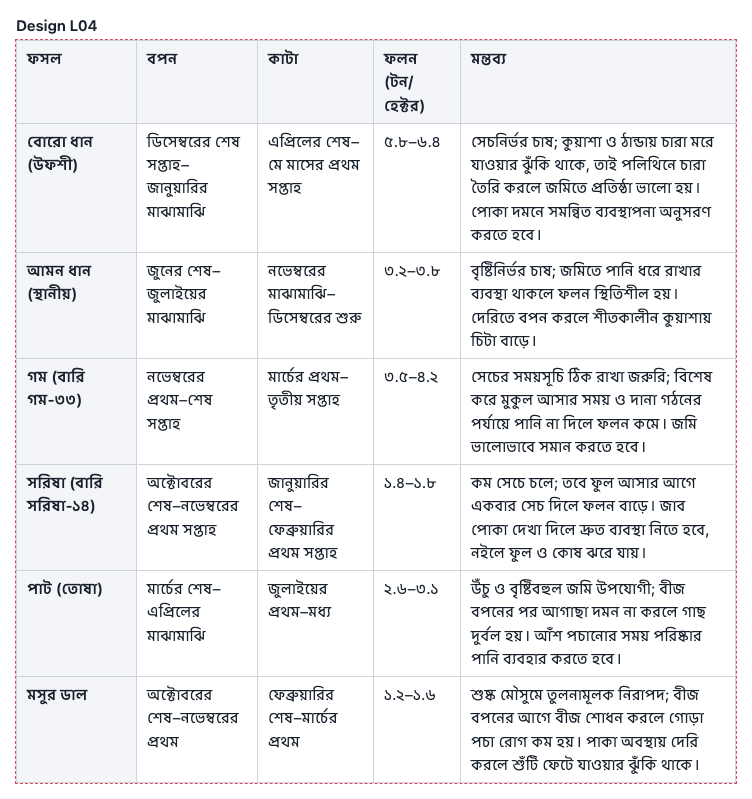 Design L04
ফসল
বপন
কাটা
ফলন
(টন/
হেক্টর)
মন্তব্য
বোরো ধান
(উফশী)
ডিসেম্বরের শেষ
সপ্তাহ–
জানুয়ারির
মাঝামাঝি
এপ্রিলের শেষ–
মে মাসের প্রথম
সপ্তাহ
৫.৮–৬.৪
সেচনির্ভর চাষ; কুয়াশা ও ঠান্ডায় চারা মরে
যাওয়ার ঝুঁকি থাকে, তাই পলিথিনে চারা
তৈরি করলে জমিতে প্রতিষ্ঠা ভালো হয়।
পোকা দমনে সমন্বিত ব্যবস্থাপনা অনুসরণ
করতে হবে।
আমন ধান
(স্থানীয়)
জুনের শেষ–
জুলাইয়ের
মাঝামাঝি
নভেম্বরের
মাঝামাঝি–
ডিসেম্বরের শুরু
৩.২–৩.৮
বৃষ্টিনির্ভর চাষ; জমিতে পানি ধরে রাখার
ব্যবস্থা থাকলে ফলন স্থিতিশীল হয়।
দেরিতে বপন করলে শীতকালীন কুয়াশায়
চিটা বাড়ে।
গম (বারি
গম-৩৩)
নভেম্বরের
প্রথম–শেষ
সপ্তাহ
মার্চের প্রথম–
তৃতীয় সপ্তাহ
৩.৫–৪.২
সেচের সময়সূচি ঠিক রাখা জরুরি; বিশেষ
করে মুকুল আসার সময় ও দানা গঠনের
পর্যায়ে পানি না দিলে ফলন কমে। জমি
ভালোভাবে সমান করতে হবে।
সরিষা (বারি
সরিষা-১৪)
অক্টোবরের
শেষ–নভেম্বরের
প্রথম সপ্তাহ
জানুয়ারির
শেষ–
ফেব্রুয়ারির
প্রথম সপ্তাহ
১.৪–১.৮
কম সেচে চলে; তবে ফুল আসার আগে
একবার সেচ দিলে ফলন বাড়ে। জাব
পোকা দেখা দিলে দ্রুত ব্যবস্থা নিতে হবে,
নইলে ফুল ও কোষ ঝরে যায়।
পাট (তোষা)
মার্চের শেষ–
এপ্রিলের
মাঝামাঝি
জুলাইয়ের
প্রথম–মধ্য
২.৬–৩.১
উঁচু ও বৃষ্টিবহুল জমি উপযোগী; বীজ
বপনের পর আগাছা দমন না করলে গাছ
দুর্বল হয়। আঁশ পচানোর সময় পরিষ্কার
পানি ব্যবহার করতে হবে।
মসুর ডাল
অক্টোবরের
শেষ–নভেম্বরের
প্রথম
ফেব্রুয়ারির
শেষ–মার্চের
প্রথম
১.২–১.৬
শুষ্ক মৌসুমে তুলনামূলক নিরাপদ; বীজ
বপনের আগে বীজ শোধন করলে গোড়া
পচা রোগ কম হয়। পাকা অবস্থায় দেরি
করলে শুঁটি ফেটে যাওয়ার ঝুঁকি থাকে।